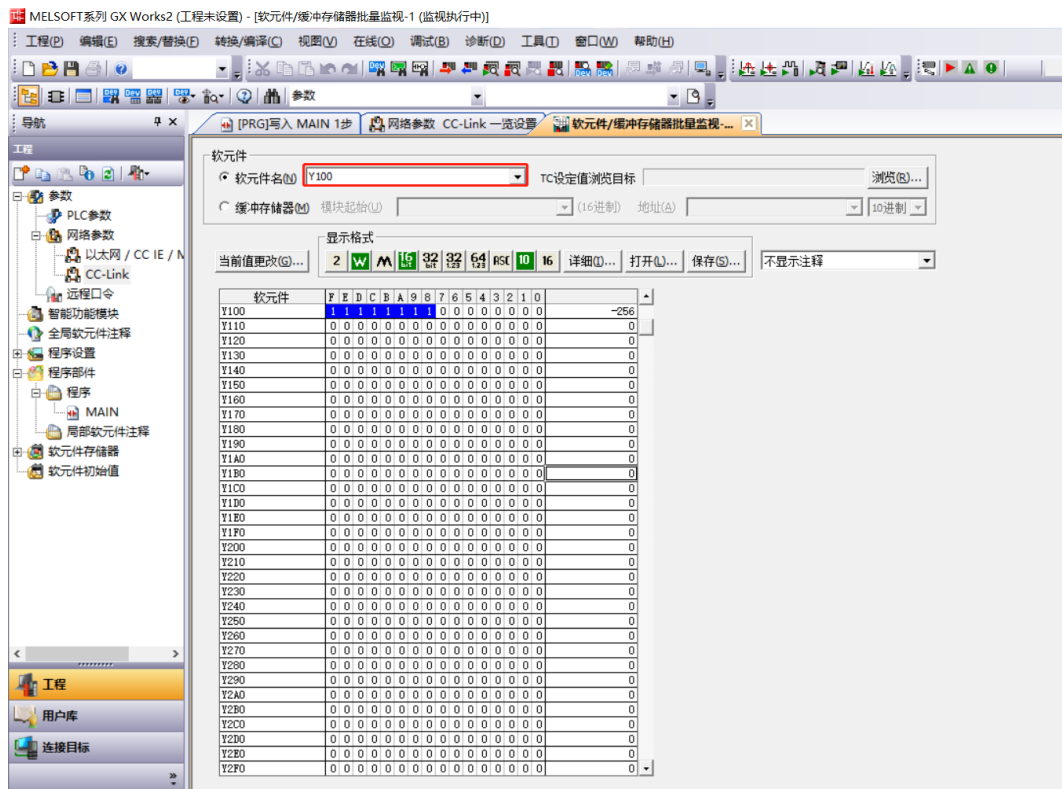 MELSOFT系列 GX Works2 (工程未设置) - [软元件/缓冲存储器批量监视-1 (监视执行中)]
工程(P) 编辑(E) 搜索/替换(F) 转换/编译(C) 视图(V) 在线(O) 调试(B) 诊断(D) 工具(T) 窗口(W) 帮助(H)
参数
导航
[PRG]写入 MAIN 1步
网络参数 CC-Link 一览设置
软元件/缓冲存储器批量监视-...
工程
参数
PLC参数
网络参数
以太网 / CC IE / M
CC-Link
远程口令
智能功能模块
全局软元件注释
程序设置
程序部件
程序
MAIN
局部软元件注释
软元件存储器
软元件初始值
工程
用户库
连接目标
软元件
软元件名(N) Y100 TC设定值浏览目标 浏览(R)...
缓冲存储器(M) 模块起始(U) (16进制) 地址(A) 10进制
显示格式
当前值更改(G)... 2 W M 16bit 32bit 32 1.23 64 1.23 ASC 10 16 详细(I)... 打开(L)... 保存(S)... 不显示注释
软元件 F E D C B A 9 8 7 6 5 4 3 2 1 0
Y100 1 1 1 1 1 1 1 1 0 0 0 0 0 0 0 0 -256
Y110 0 0 0 0 0 0 0 0 0 0 0 0 0 0 0 0 0
Y120 0 0 0 0 0 0 0 0 0 0 0 0 0 0 0 0 0
Y130 0 0 0 0 0 0 0 0 0 0 0 0 0 0 0 0 0
Y140 0 0 0 0 0 0 0 0 0 0 0 0 0 0 0 0 0
Y150 0 0 0 0 0 0 0 0 0 0 0 0 0 0 0 0 0
Y160 0 0 0 0 0 0 0 0 0 0 0 0 0 0 0 0 0
Y170 0 0 0 0 0 0 0 0 0 0 0 0 0 0 0 0 0
Y180 0 0 0 0 0 0 0 0 0 0 0 0 0 0 0 0 0
Y190 0 0 0 0 0 0 0 0 0 0 0 0 0 0 0 0 0
Y1A0 0 0 0 0 0 0 0 0 0 0 0 0 0 0 0 0 0
Y1B0 0 0 0 0 0 0 0 0 0 0 0 0 0 0 0 0 0
Y1C0 0 0 0 0 0 0 0 0 0 0 0 0 0 0 0 0 0
Y1D0 0 0 0 0 0 0 0 0 0 0 0 0 0 0 0 0 0
Y1E0 0 0 0 0 0 0 0 0 0 0 0 0 0 0 0 0 0
Y1F0 0 0 0 0 0 0 0 0 0 0 0 0 0 0 0 0 0
Y200 0 0 0 0 0 0 0 0 0 0 0 0 0 0 0 0 0
Y210 0 0 0 0 0 0 0 0 0 0 0 0 0 0 0 0 0
Y220 0 0 0 0 0 0 0 0 0 0 0 0 0 0 0 0 0
Y230 0 0 0 0 0 0 0 0 0 0 0 0 0 0 0 0 0
Y240 0 0 0 0 0 0 0 0 0 0 0 0 0 0 0 0 0
Y250 0 0 0 0 0 0 0 0 0 0 0 0 0 0 0 0 0
Y260 0 0 0 0 0 0 0 0 0 0 0 0 0 0 0 0 0
Y270 0 0 0 0 0 0 0 0 0 0 0 0 0 0 0 0 0
Y280 0 0 0 0 0 0 0 0 0 0 0 0 0 0 0 0 0
Y290 0 0 0 0 0 0 0 0 0 0 0 0 0 0 0 0 0
Y2A0 0 0 0 0 0 0 0 0 0 0 0 0 0 0 0 0 0
Y2B0 0 0 0 0 0 0 0 0 0 0 0 0 0 0 0 0 0
Y2C0 0 0 0 0 0 0 0 0 0 0 0 0 0 0 0 0 0
Y2D0 0 0 0 0 0 0 0 0 0 0 0 0 0 0 0 0 0
Y2E0 0 0 0 0 0 0 0 0 0 0 0 0 0 0 0 0 0
Y2F0 0 0 0 0 0 0 0 0 0 0 0 0 0 0 0 0 0